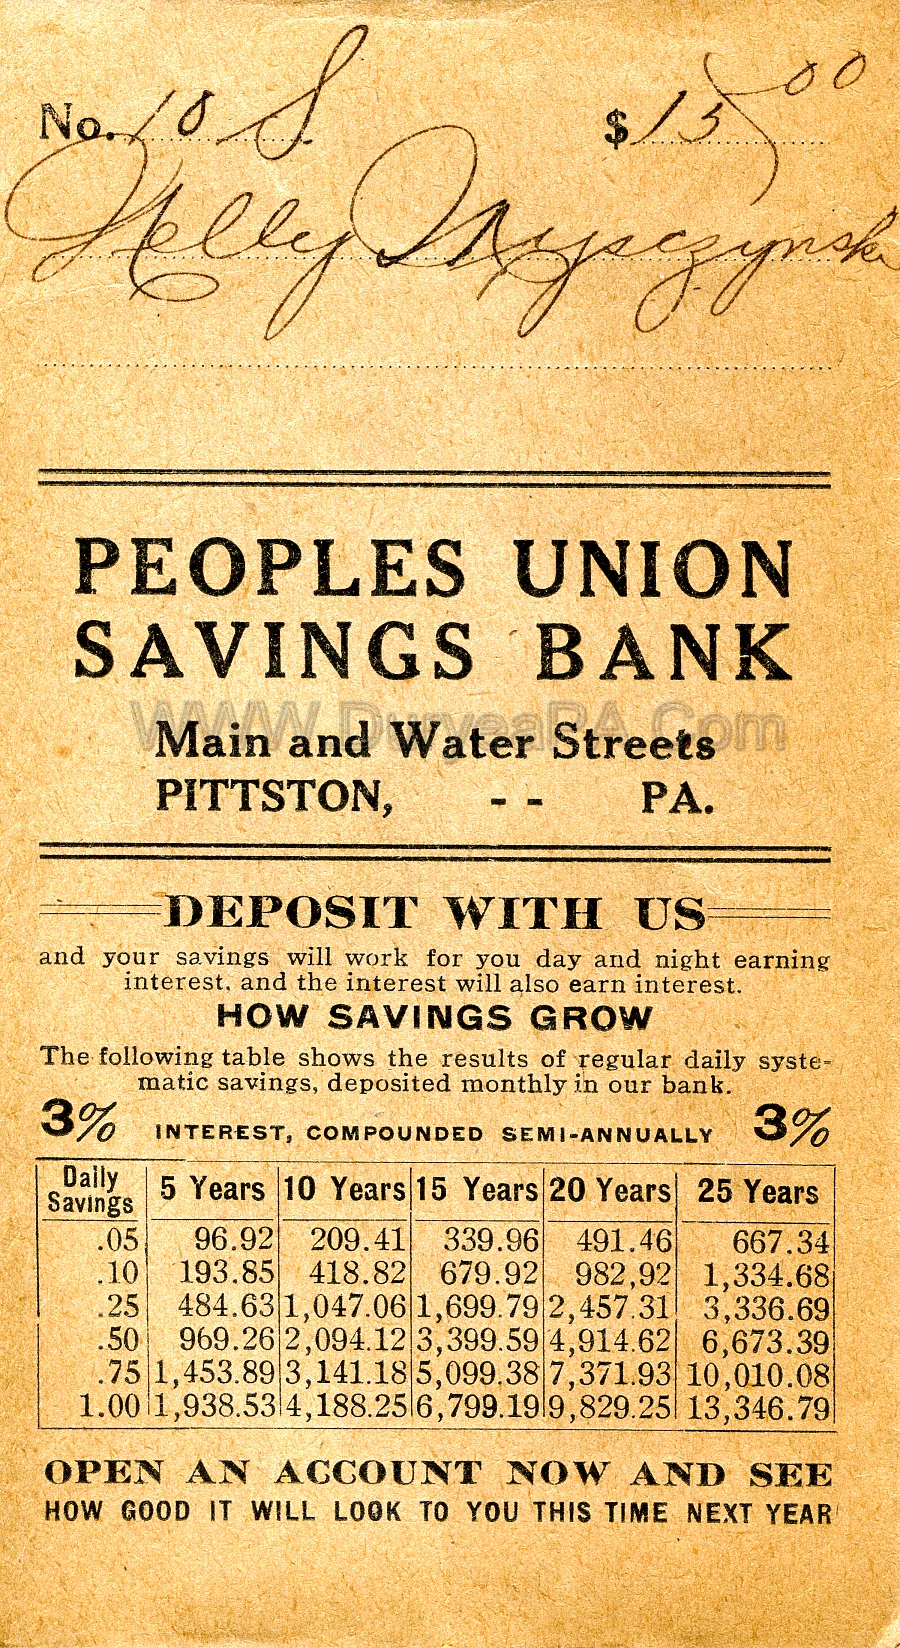 No. 10 S. $ 15 00
Nelly
PEOPLES UNION
SAVINGS BANK
WWW.DuryeaPA.Com
Main and Water Streets
PITTSTON, - - PA.
DEPOSIT WITH US
and your savings will work for you day and night earning
interest, and the interest will also earn interest.
HOW SAVINGS GROW
The following table shows the results of regular daily syste-
matic savings, deposited monthly in our bank.
3% INTEREST, COMPOUNDED SEMI-ANNUALLY 3%
Daily Savings 5 Years 10 Years 15 Years 20 Years 25 Years
.05 96.92 209.41 339.96 491.46 667.34
.10 193.85 418.82 679.92 982,92 1,334.68
.25 484.63 1,047.06 1,699.79 2,457.31 3,336.69
.50 969.26 2,094.12 3,399.59 4,914.62 6,673.39
.75 1,453.89 3,141.18 5,099.38 7,371.93 10,010.08
1.00 1,938.53 4,188.25 6,799.19 9,829.25 13,346.79
OPEN AN ACCOUNT NOW AND SEE
HOW GOOD IT WILL LOOK TO YOU THIS TIME NEXT YEAR